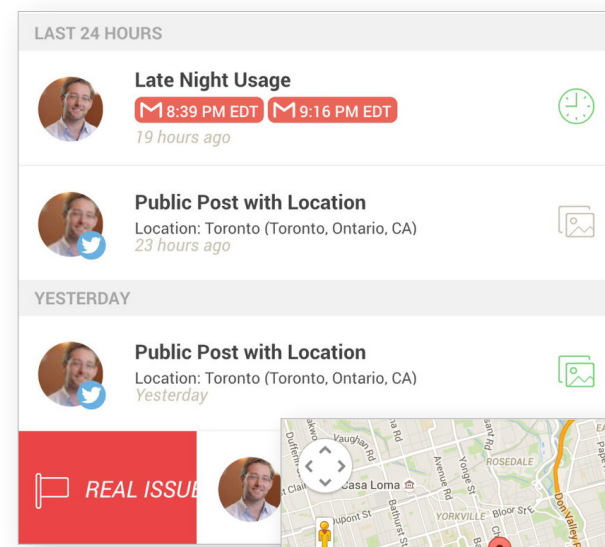 LAST 24 HOURS
Late Night Usage
8:39 PM EDT 9:16 PM EDT
19 hours ago
Public Post with Location
Location: Toronto (Toronto, Ontario, CA)
23 hours ago
YESTERDAY
Public Post with Location
Location: Toronto (Toronto, Ontario, CA)
Yesterday
REAL ISSUE
Vaughan Rd
Casa Loma
Avenue Rd
Yonge St
ROSEDALE
Bathurst St
YORKVILLE
Bloor St E
Don Valley P
upont St